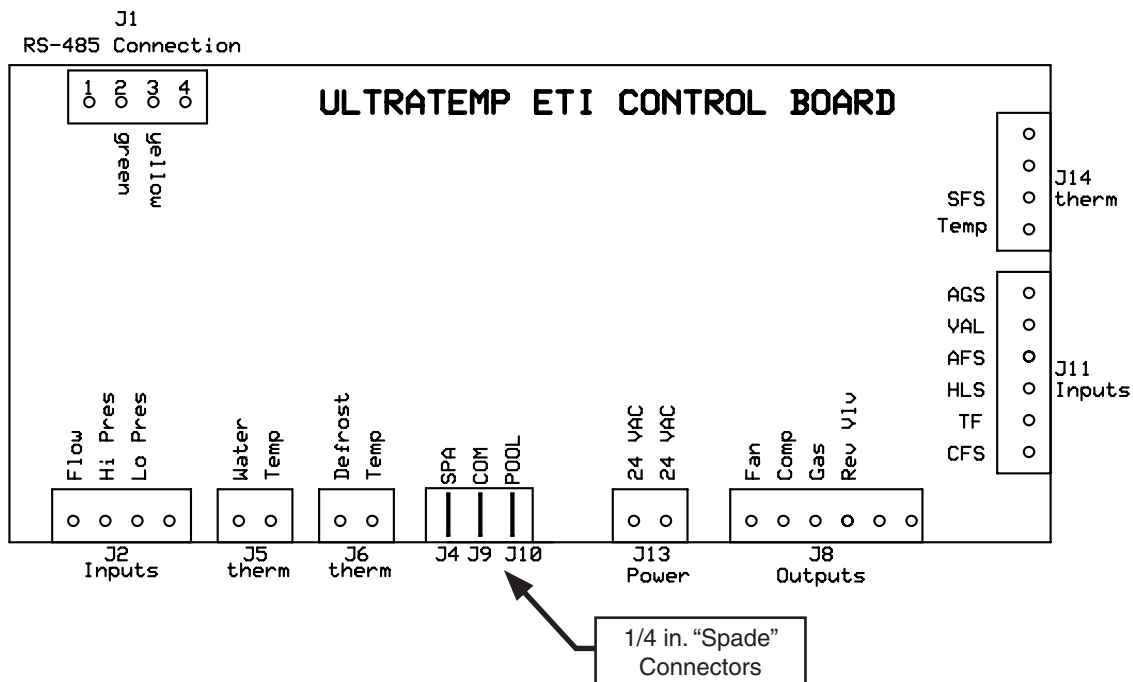 J1
RS-485 Connection
1 2 3 4
green
yellow
ULTRATEMP ETI CONTROL BOARD
SFS
Temp
J14
therm
AGS
VAL
AFS
HLS
TF
CFS
J11
Inputs
Flow
Hi Pres
Lo Pres
J2
Inputs
Water
Temp
J5
therm
Defrost
Temp
J6
therm
SPA
COM
POOL
J4 J9 J10
24 VAC
24 VAC
J13
Power
Fan
Comp
Gas
Rev Vlv
J8
Outputs
1/4 in. “Spade”
Connectors